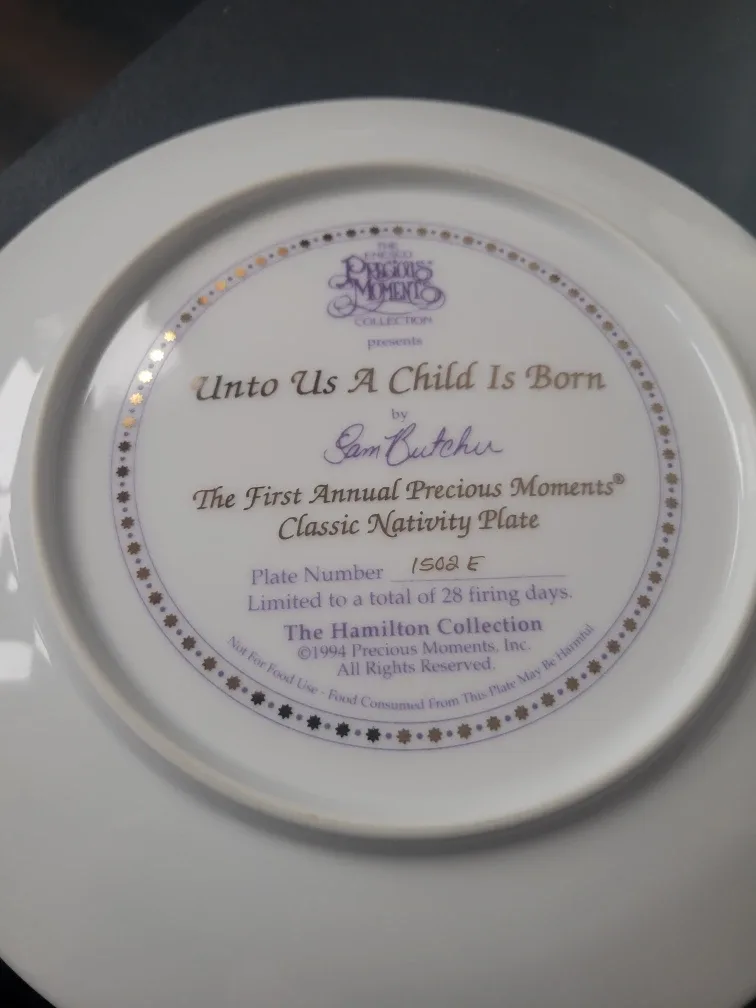 THE
ENESCO
PRECIOUS
MOMENTS
COLLECTION
presents
Unto Us A Child Is Born
by
Sam Butcher
The First Annual Precious Moments®
Classic Nativity Plate
Plate Number 1502 E
Limited to a total of 28 firing days.
The Hamilton Collection
©1994 Precious Moments, Inc.
All Rights Reserved.
Not For Food Use - Food Consumed From This Plate May Be Harmful